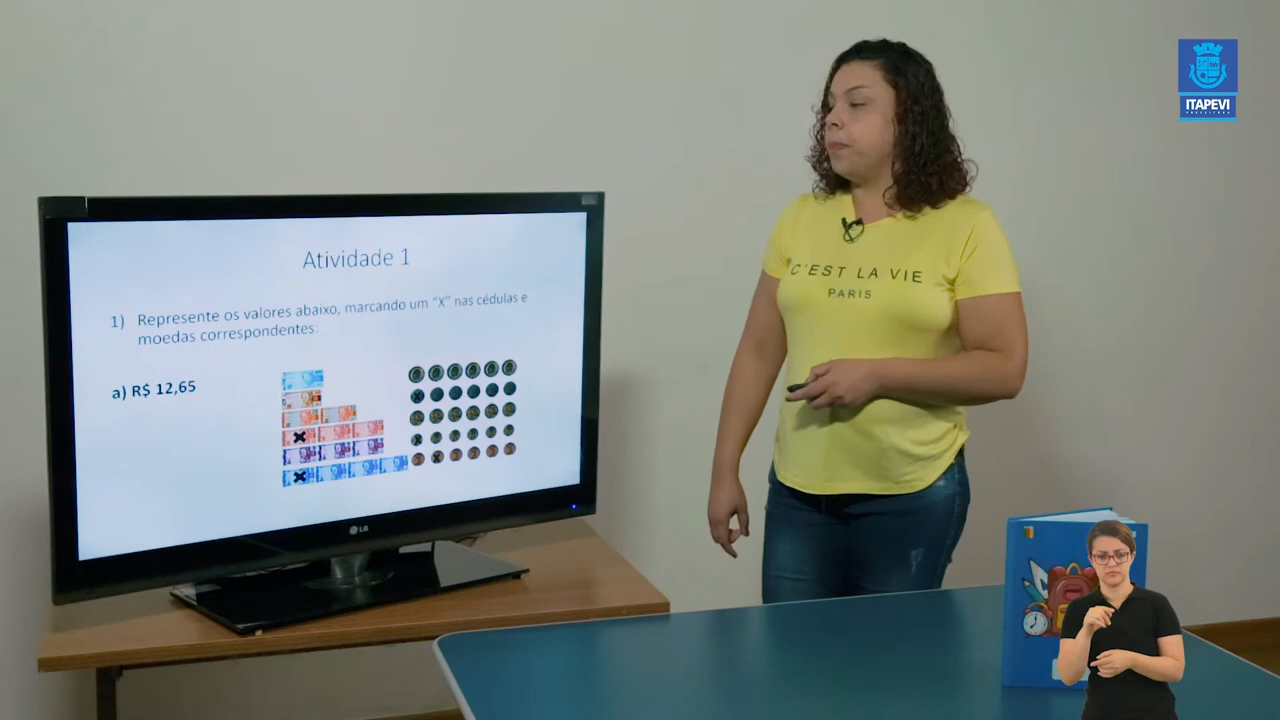 ITAPEVI
PREFEITURA
Atividade 1
1) Represente os valores abaixo, marcando um "X" nas cédulas e
moedas correspondentes:
a) R$ 12,65
C'EST LA VIE
PARIS
LG